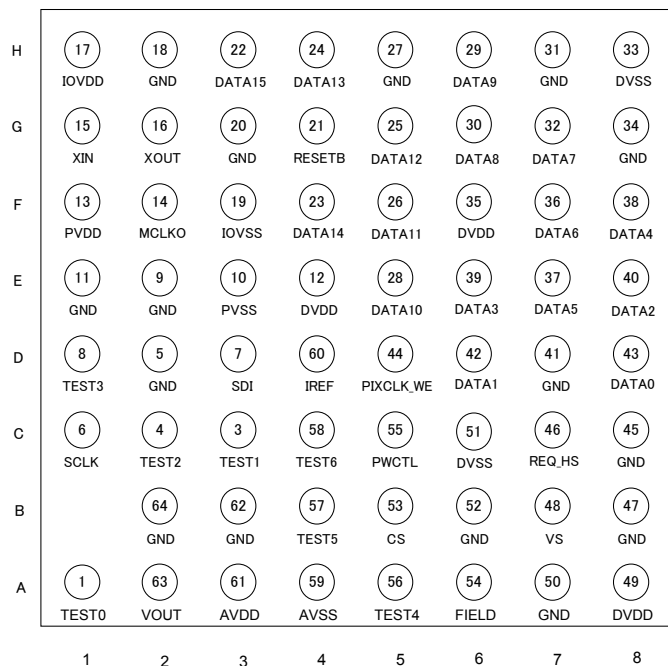 H 17 18 22 24 27 29 31 33
IOVDD GND DATA15 DATA13 GND DATA9 GND DVSS
G 15 16 20 21 25 30 32 34
XIN XOUT GND RESETB DATA12 DATA8 DATA7 GND
F 13 14 19 23 26 35 36 38
PVDD MCLKO IOVSS DATA14 DATA11 DVDD DATA6 DATA4
E 11 9 10 12 28 39 37 40
GND GND PVSS DVDD DATA10 DATA3 DATA5 DATA2
D 8 5 7 60 44 42 41 43
TEST3 GND SDI IREF PIXCLK_WE DATA1 GND DATA0
C 6 4 3 58 55 51 46 45
SCLK TEST2 TEST1 TEST6 PWCTL DVSS REQ_HS GND
B 64 62 57 53 52 48 47
GND GND TEST5 CS GND VS GND
A 1 63 61 59 56 54 50 49
TEST0 VOUT AVDD AVSS TEST4 FIELD GND DVDD
1 2 3 4 5 6 7 8